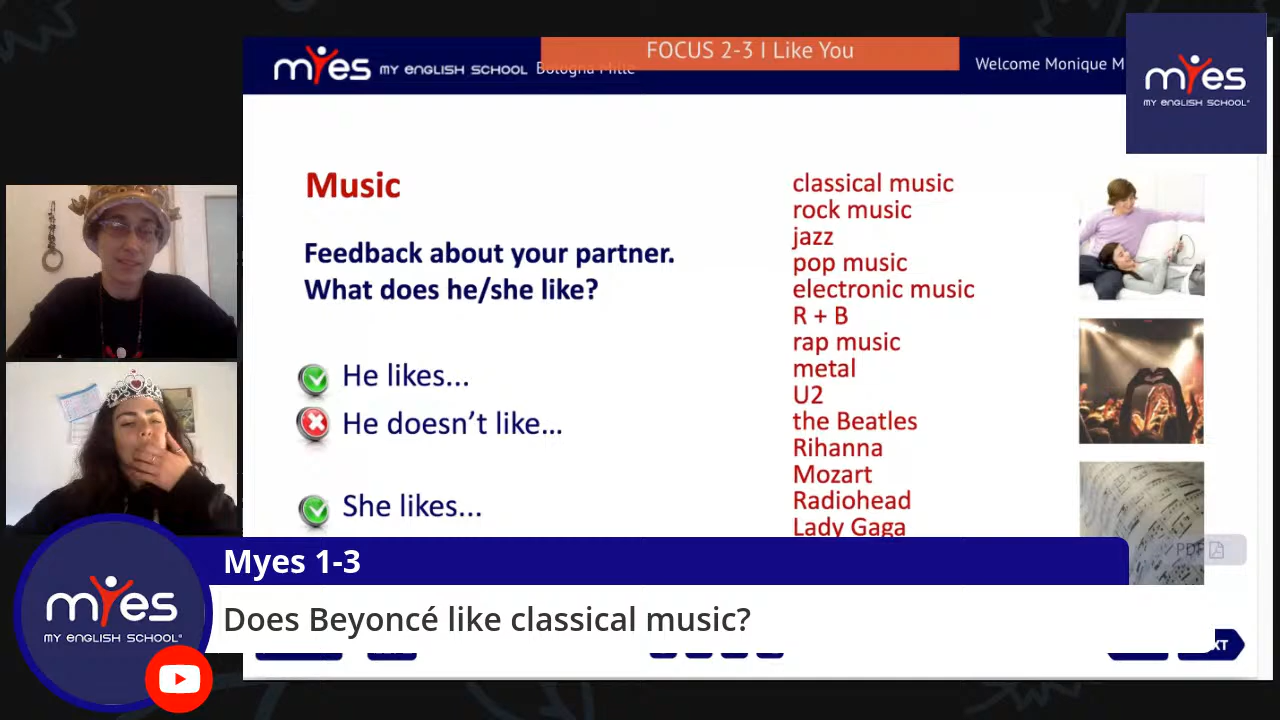 FOCUS 2-3 I Like You
myes MY ENGLISH SCHOOL Bologna Mille
Welcome Monique M
myes
MY ENGLISH SCHOOL
Music
Feedback about your partner.
What does he/she like?
He likes...
He doesn't like...
She likes...
classical music
rock music
jazz
pop music
electronic music
R + B
rap music
metal
U2
the Beatles
Rihanna
Mozart
Radiohead
Lady Gaga
PDF
Myes 1-3
Does Beyoncé like classical music?
myes
MY ENGLISH SCHOOL
XT